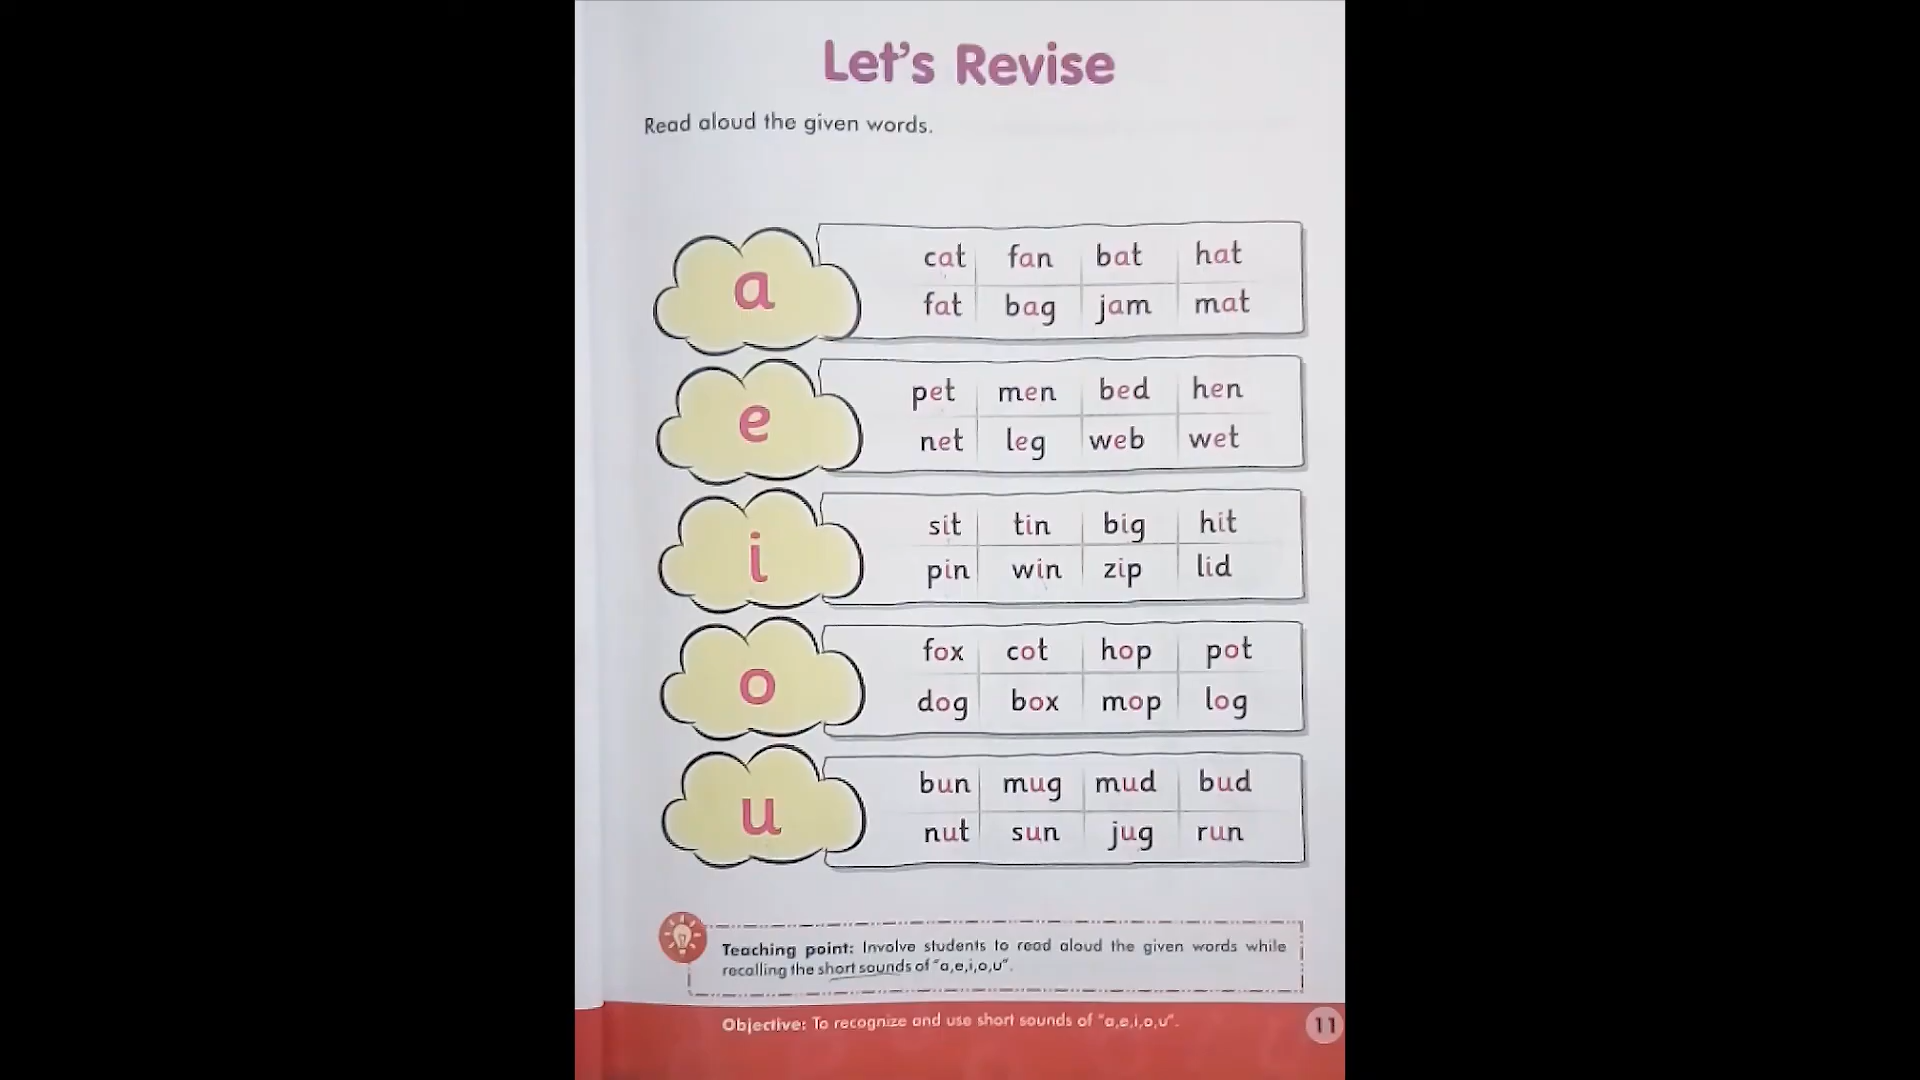 Let's Revise
Read aloud the given words.
a
cat fan bat hat
fat bag jam mat
e
pet men bed hen
net leg web wet
i
sit tin big hit
pin win zip lid
o
fox cot hop pot
dog box mop log
u
bun mug mud bud
nut sun jug run
Teaching point: Involve students to read aloud the given words while
recalling the short sounds of "a,e,i,o,u".
Objective: To recognize and use short sounds of "a,e,i,o,u".
11